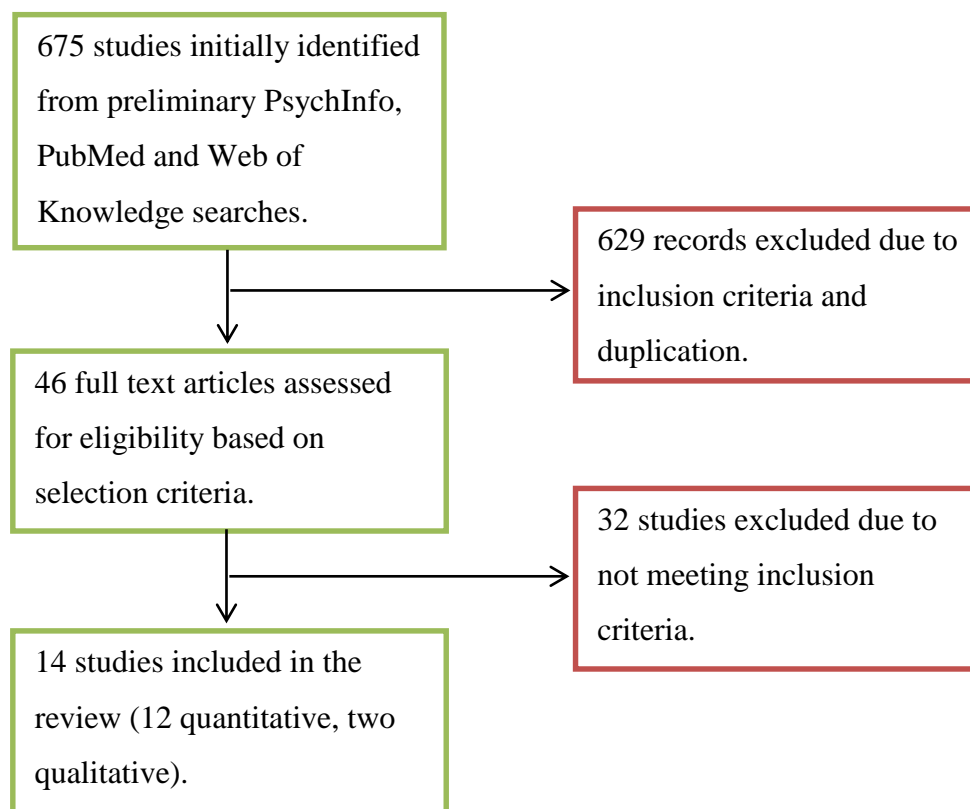 675 studies initially identified
from preliminary PsychInfo,
PubMed and Web of
Knowledge searches.
629 records excluded due to
inclusion criteria and
duplication.
46 full text articles assessed
for eligibility based on
selection criteria.
32 studies excluded due to
not meeting inclusion
criteria.
14 studies included in the
review (12 quantitative, two
qualitative).